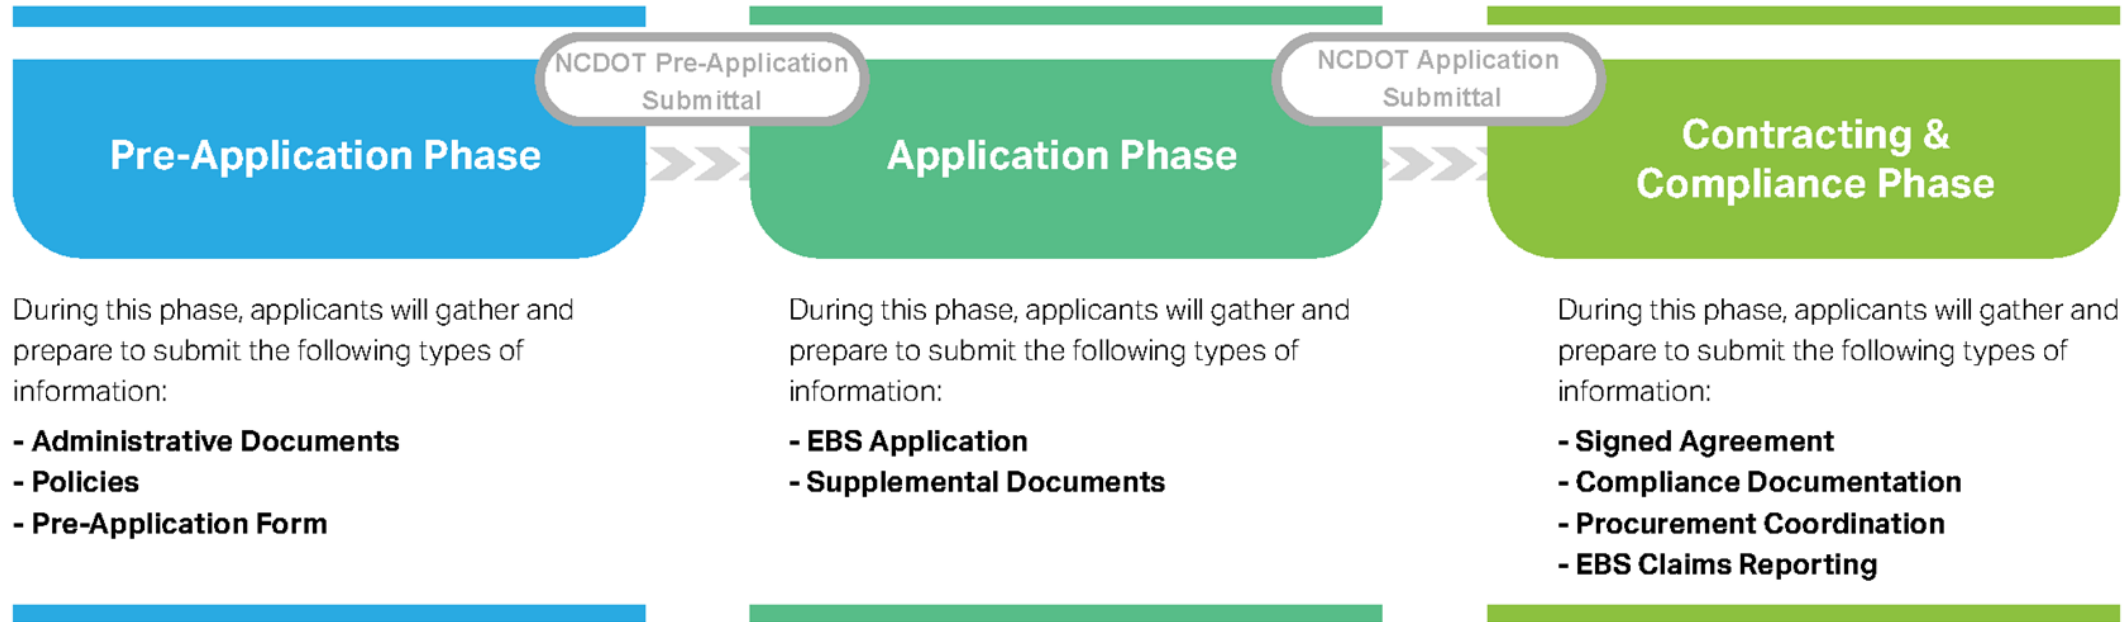 NCDOT Pre-Application
Submittal
NCDOT Application
Submittal
Pre-Application Phase
Application Phase
Contracting &
Compliance Phase
During this phase, applicants will gather and
prepare to submit the following types of
information:
- Administrative Documents
- Policies
- Pre-Application Form
During this phase, applicants will gather and
prepare to submit the following types of
information:
- EBS Application
- Supplemental Documents
During this phase, applicants will gather and
prepare to submit the following types of
information:
- Signed Agreement
- Compliance Documentation
- Procurement Coordination
- EBS Claims Reporting